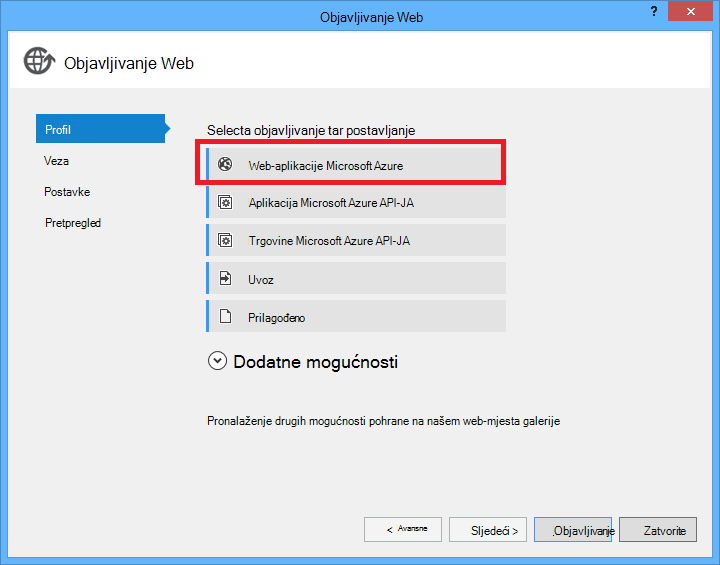 Objavljivanje Web
?
Objavljivanje Web
Profil
Veza
Postavke
Pretpregled
Selecta objavljivanje tar postavljanje
Web-aplikacije Microsoft Azure
Aplikacija Microsoft Azure API-JA
Trgovine Microsoft Azure API-JA
Uvoz
Prilagođeno
Dodatne mogućnosti
Pronalaženje drugih mogućnosti pohrane na našem web-mjesta galerije
< Avansne
Sljedeći >
Objavljivanje
Zatvorite